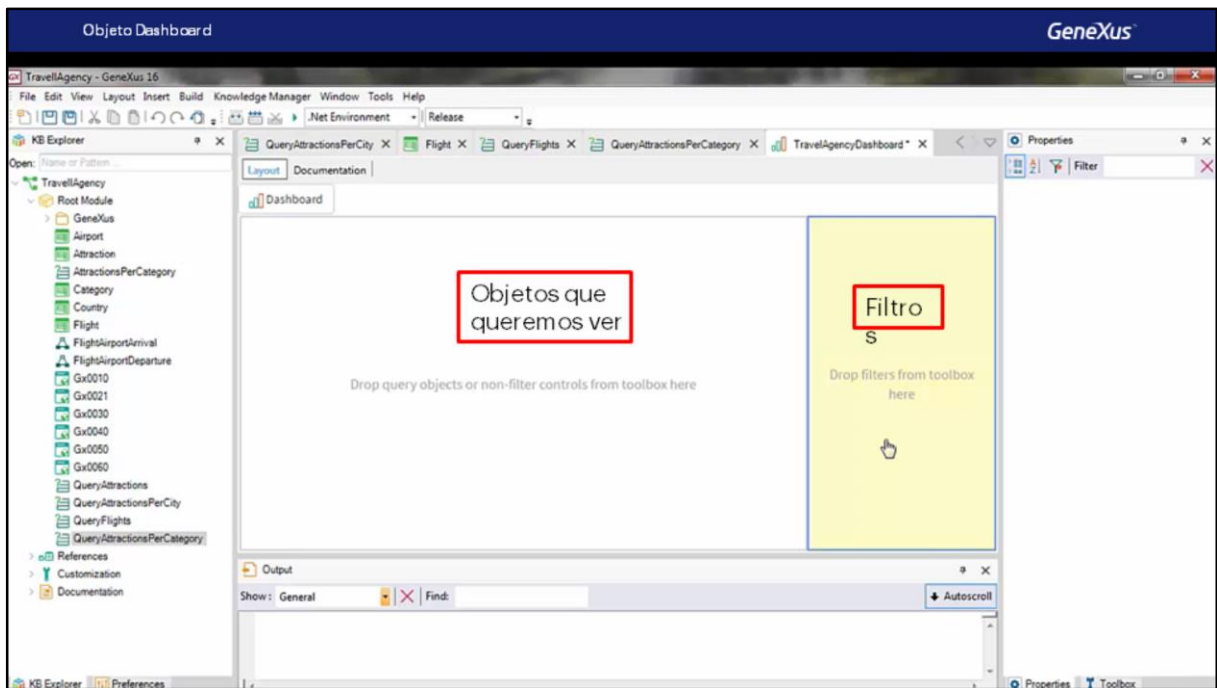 Objeto Dashboard
GeneXus
GX TravellAgency - GeneXus 16
File Edit View Layout Insert Build Knowledge Manager Window Tools Help
.Net Environment Release
KB Explorer
QueryAttractionsPerCity Flight QueryFlights QueryAttractionsPerCategory TravelAgencyDashboard *
Properties
Open: Name or Pattern ...
Layout Documentation
Filter
TravellAgency
Root Module
GeneXus
Airport
Attraction
AttractionsPerCategory
Category
Country
Flight
FlightAirportArrival
FlightAirportDeparture
Gx0010
Gx0021
Gx0030
Gx0040
Gx0050
Gx0060
QueryAttractions
QueryAttractionsPerCity
QueryFlights
QueryAttractionsPerCategory
References
Customization
Documentation
Dashboard
Objetos que
queremos ver
Drop query objects or non-filter controls from toolbox here
Filtro
s
Drop filters from toolbox
here
Output
Show: General Find: Autoscroll
KB Explorer Preferences
Properties Toolbox